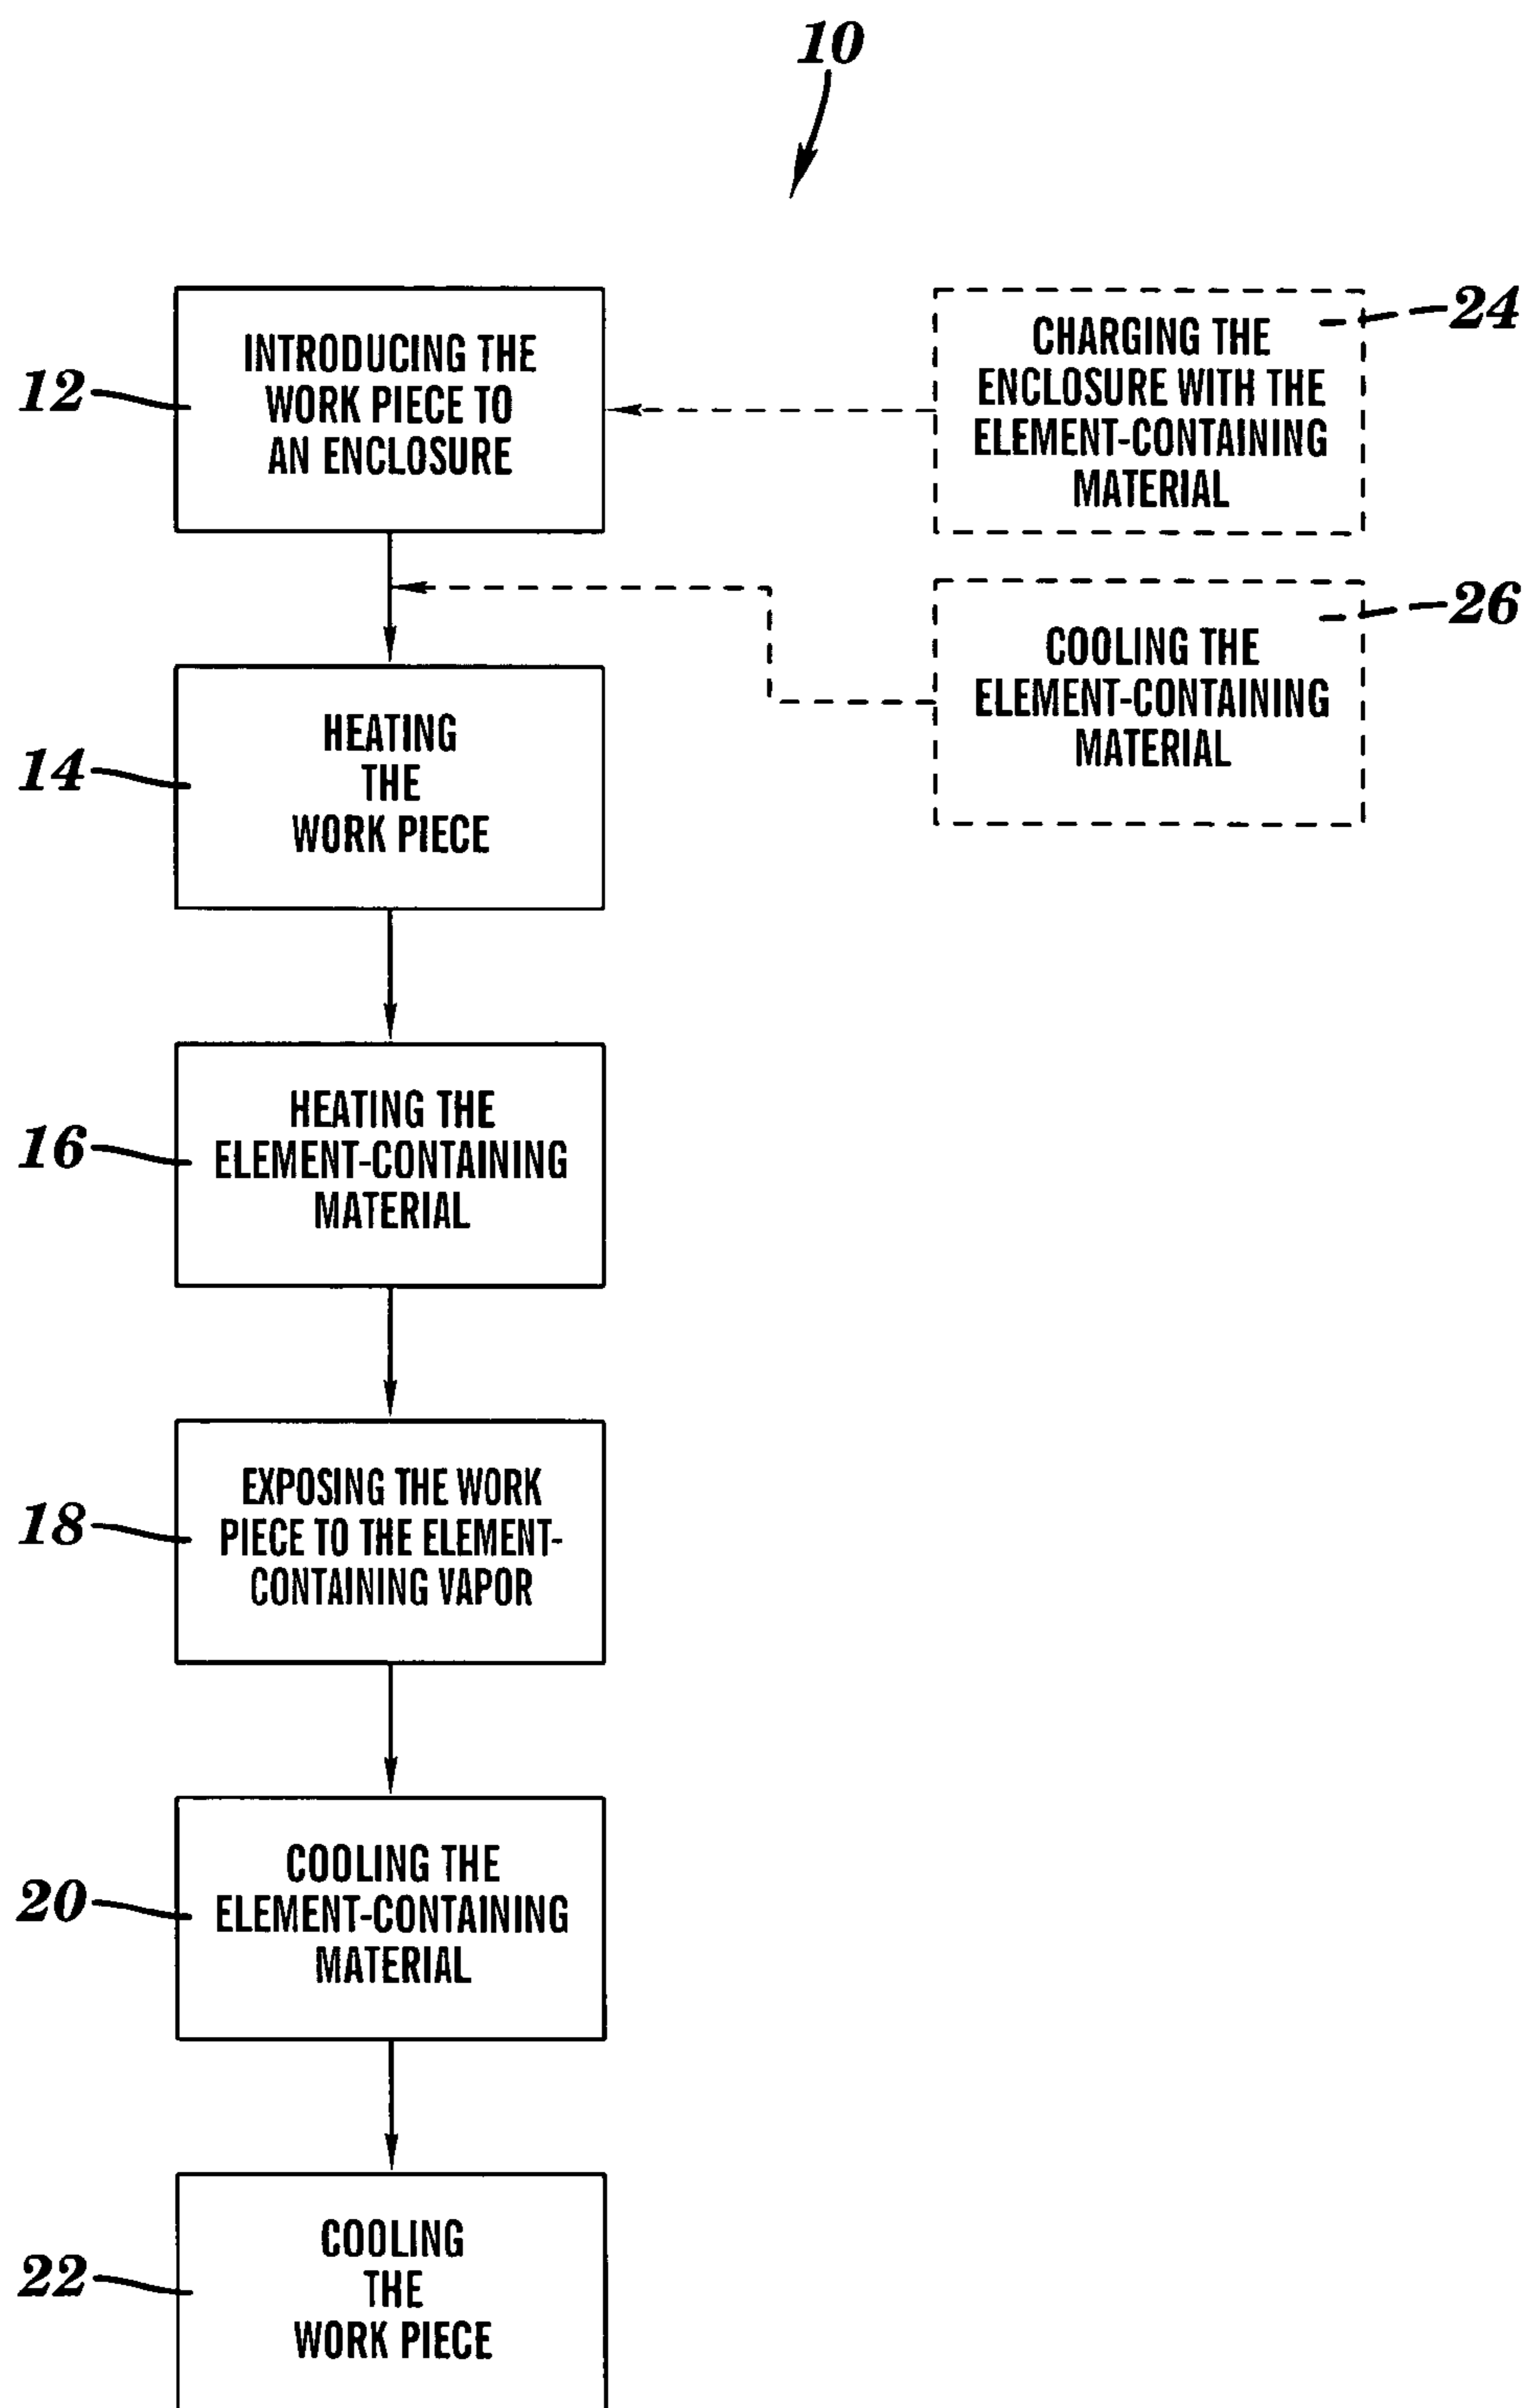 10
12
INTRODUCING THE
WORK PIECE TO
AN ENCLOSURE
24
CHARGING THE
ENCLOSURE WITH THE
ELEMENT-CONTAINING
MATERIAL
26
COOLING THE
ELEMENT-CONTAINING
MATERIAL
14
HEATING
THE
WORK PIECE
16
HEATING THE
ELEMENT-CONTAINING
MATERIAL
18
EXPOSING THE WORK
PIECE TO THE ELEMENT-
CONTAINING VAPOR
20
COOLING THE
ELEMENT-CONTAINING
MATERIAL
22
COOLING
THE
WORK PIECE